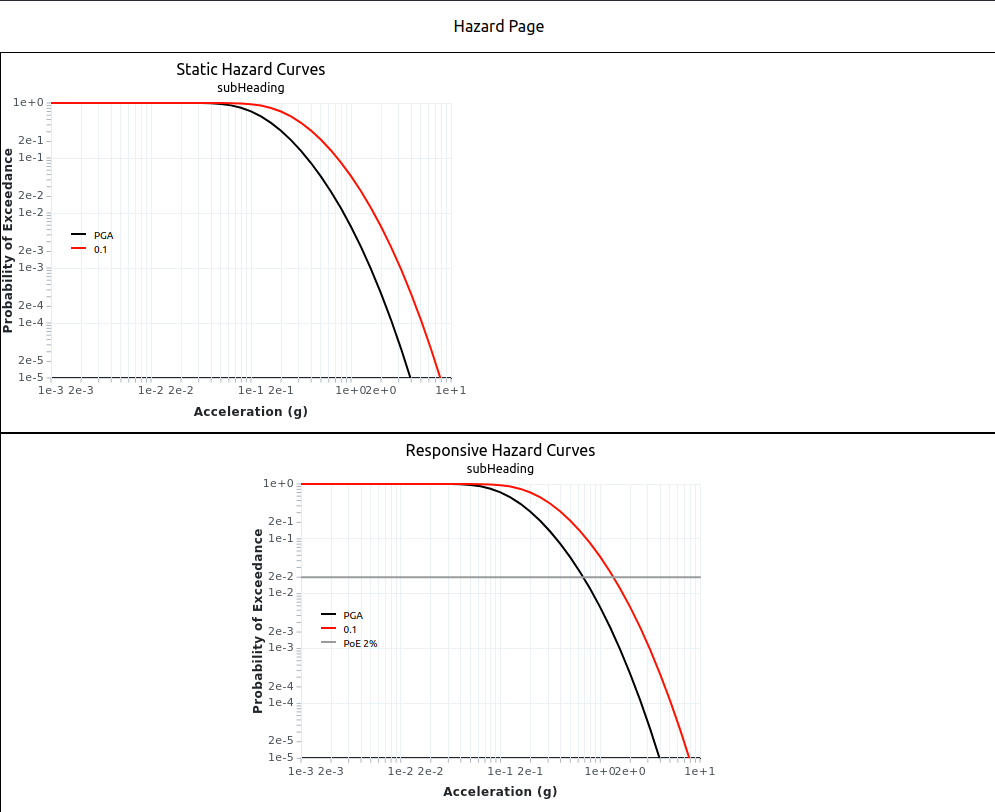 Hazard Page
Static Hazard Curves
subHeading
1e+0
2e-1
1e-1
2e-2
1e-2
2e-3
1e-3
2e-4
1e-4
2e-5
1e-5
Probability of Exceedance
PGA
0.1
1e-3 2e-3 1e-2 2e-2 1e-1 2e-1 1e+0 2e+0 1e+1
Acceleration (g)
Responsive Hazard Curves
subHeading
1e+0
2e-1
1e-1
2e-2
1e-2
2e-3
1e-3
2e-4
1e-4
2e-5
1e-5
Probability of Exceedance
PGA
0.1
PoE 2%
1e-3 2e-3 1e-2 2e-2 1e-1 2e-1 1e+0 2e+0 1e+1
Acceleration (g)